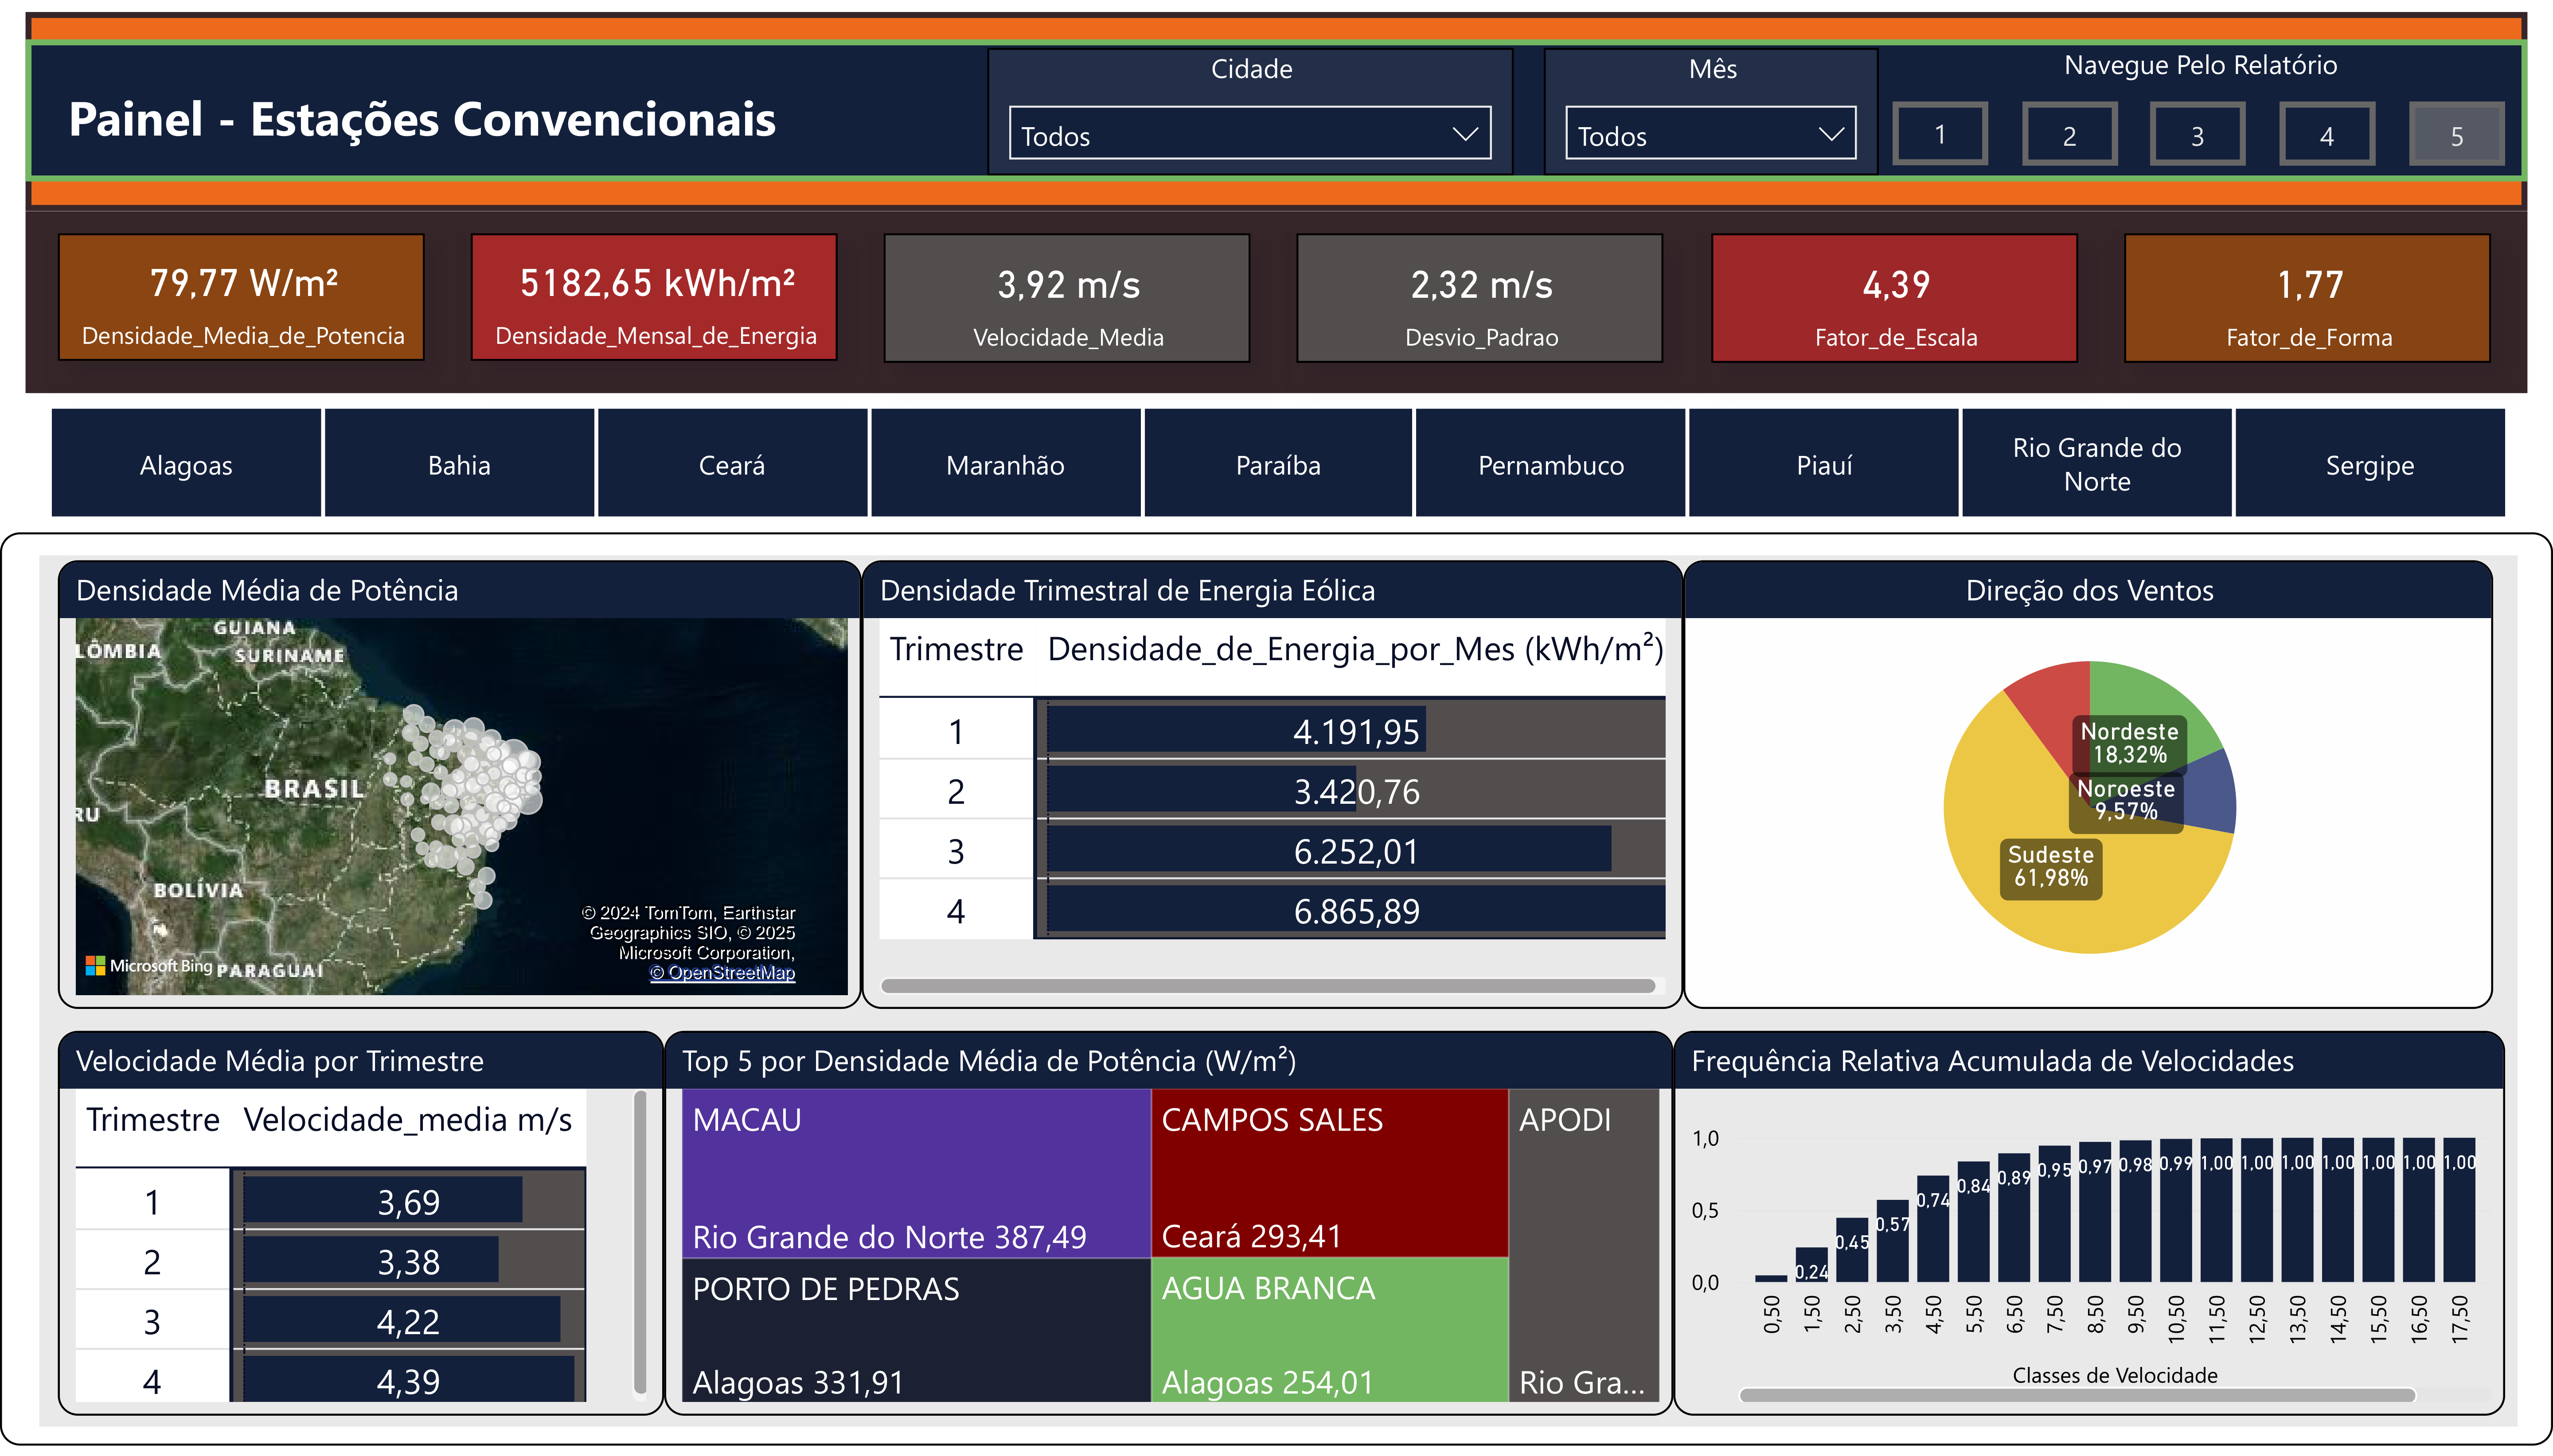 Painel - Estações Convencionais
Cidade
Todos
Mês
Todos
Navegue Pelo Relatório
1
2
3
4
5
79,77 W/m²
Densidade_Media_de_Potencia
5182,65 kWh/m²
Densidade_Mensal_de_Energia
3,92 m/s
Velocidade_Media
2,32 m/s
Desvio_Padrao
4,39
Fator_de_Escala
1,77
Fator_de_Forma
Alagoas
Bahia
Ceará
Maranhão
Paraíba
Pernambuco
Piauí
Rio Grande do
Norte
Sergipe
Densidade Média de Potência
GUIANA
LÔMBIA
SURINAME
BRASIL
RU
BOLÍVIA
PARAGUAI
Microsoft Bing
© 2024 TomTom, Earthstar
Geographics SIO, © 2025
Microsoft Corporation,
© OpenStreetMap
Densidade Trimestral de Energia Eólica
Trimestre Densidade_de_Energia_por_Mes (kWh/m²)
1 4.191,95
2 3.420,76
3 6.252,01
4 6.865,89
Direção dos Ventos
Nordeste
18,32%
Noroeste
9,57%
Sudeste
61,98%
Velocidade Média por Trimestre
Trimestre Velocidade_media m/s
1 3,69
2 3,38
3 4,22
4 4,39
Top 5 por Densidade Média de Potência (W/m²)
MACAU
Rio Grande do Norte 387,49
CAMPOS SALES
Ceará 293,41
APODI
Rio Gra...
PORTO DE PEDRAS
Alagoas 331,91
AGUA BRANCA
Alagoas 254,01
Frequência Relativa Acumulada de Velocidades
1,0
0,5
0,0
0,24 0,45 0,57 0,74 0,84 0,89 0,95 0,97 0,98 0,99 1,00 1,00 1,00 1,00 1,00 1,00 1,00
0,50 1,50 2,50 3,50 4,50 5,50 6,50 7,50 8,50 9,50 10,50 11,50 12,50 13,50 14,50 15,50 16,50 17,50
Classes de Velocidade